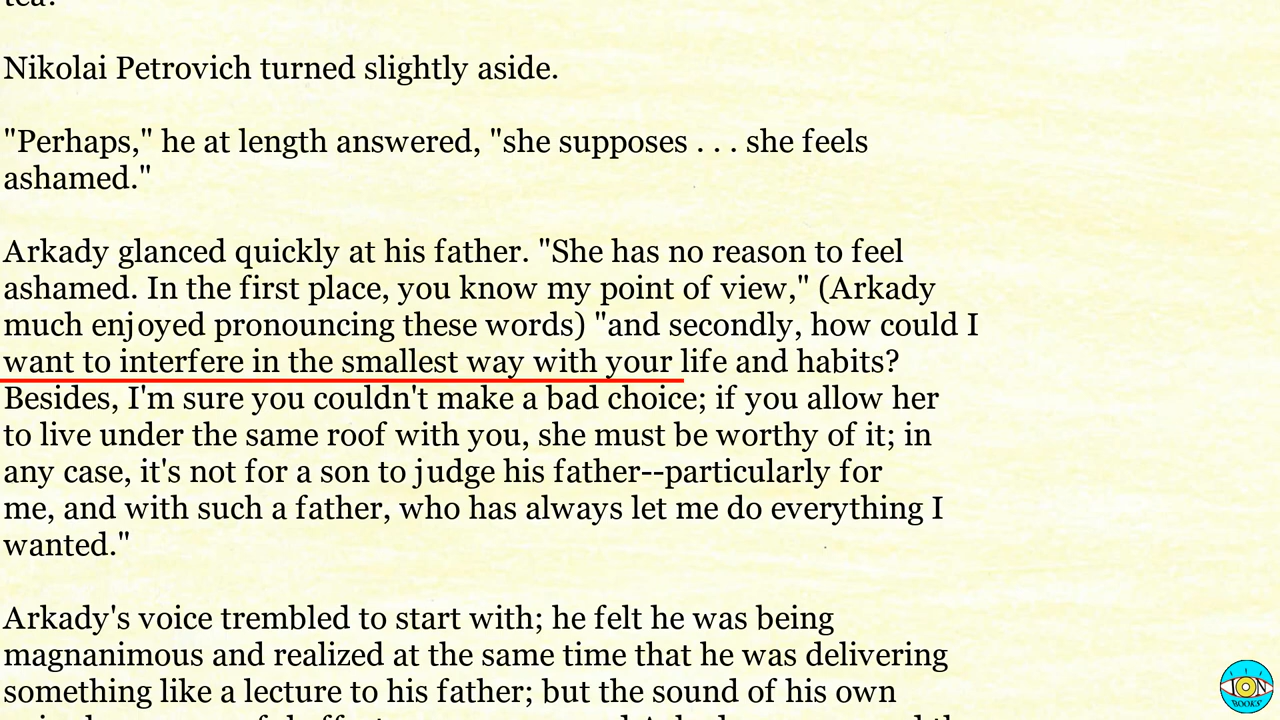 tea?
Nikolai Petrovich turned slightly aside.
"Perhaps," he at length answered, "she supposes . . . she feels
ashamed."
Arkady glanced quickly at his father. "She has no reason to feel
ashamed. In the first place, you know my point of view," (Arkady
much enjoyed pronouncing these words) "and secondly, how could I
want to interfere in the smallest way with your life and habits?
Besides, I'm sure you couldn't make a bad choice; if you allow her
to live under the same roof with you, she must be worthy of it; in
any case, it's not for a son to judge his father--particularly for
me, and with such a father, who has always let me do everything I
wanted."
Arkady's voice trembled to start with; he felt he was being
magnanimous and realized at the same time that he was delivering
something like a lecture to his father; but the sound of his own
ION
BOOKS